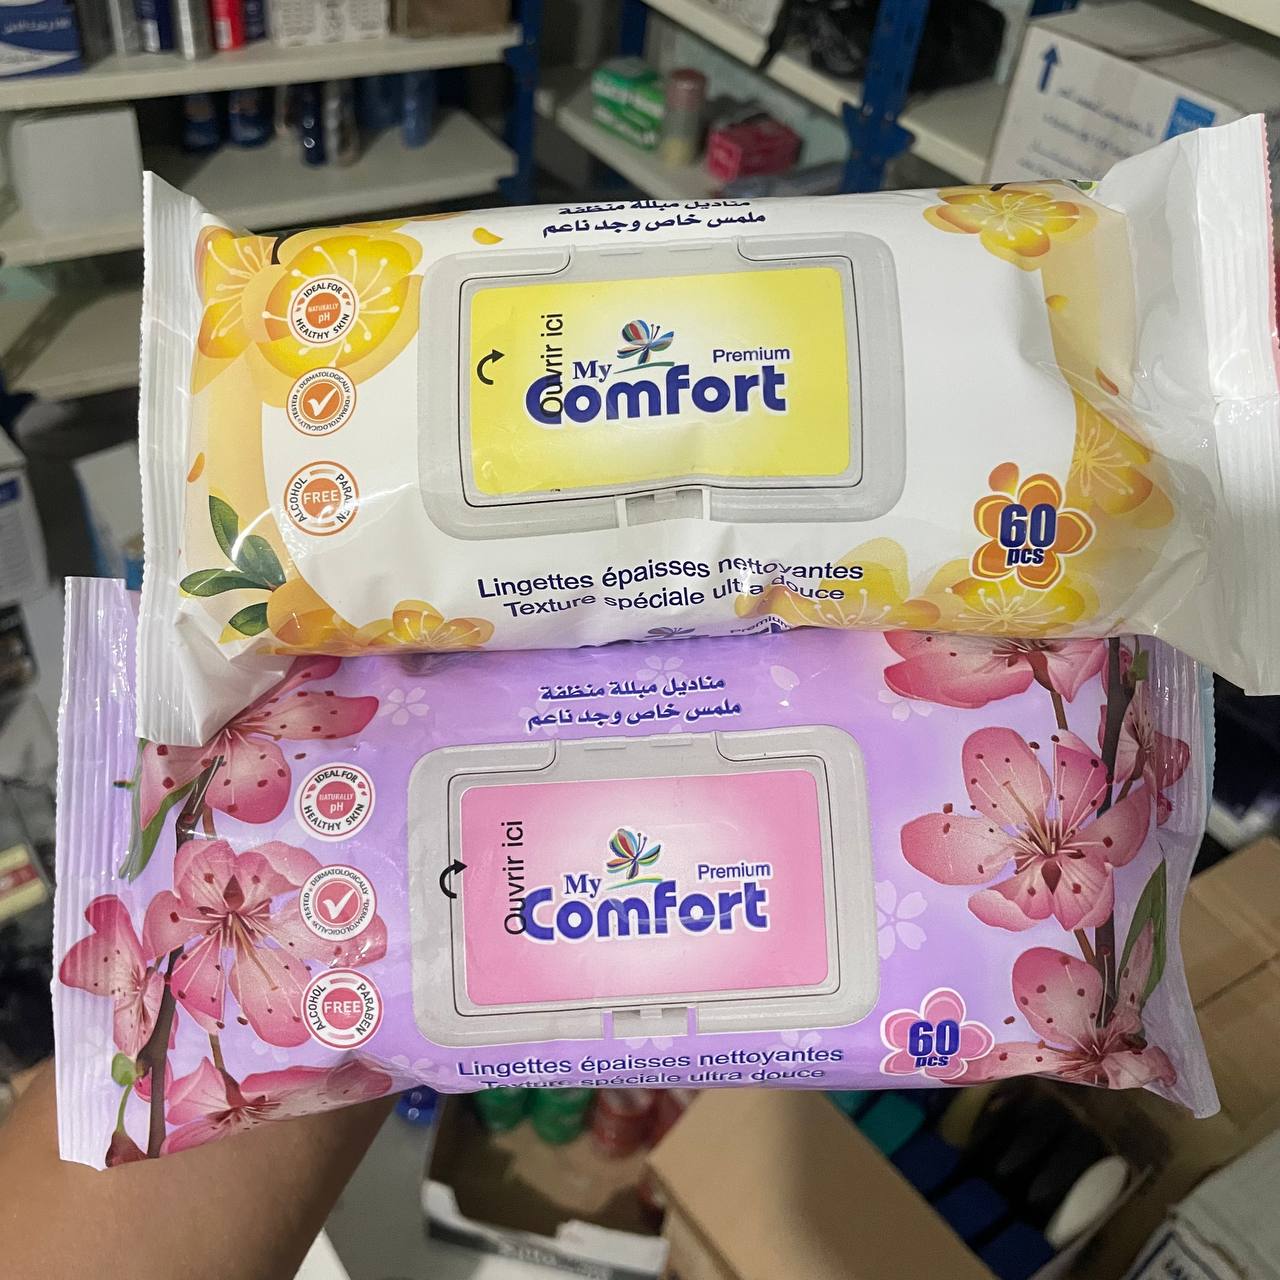 مناديل مبللة منظفة
ملمس خاص وجد ناعم
IDEAL FOR
NATURALLY
pH
HEALTHY SKIN
DERMATOLOGICALLY TESTED
ALCOHOL
FREE
PARABEN
Ouvrir ici
My
Premium
Comfort
60
pcs
Lingettes épaisses nettoyantes
Texture spéciale ultra douce
Premium
مناديل مبللة منظفة
ملمس خاص وجد ناعم
IDEAL FOR
NATURALLY
pH
HEALTHY SKIN
DERMATOLOGICALLY TESTED
ALCOHOL
FREE
PARABEN
Ouvrir ici
My
Premium
Comfort
60
pcs
Lingettes épaisses nettoyantes
Texture spéciale ultra douce